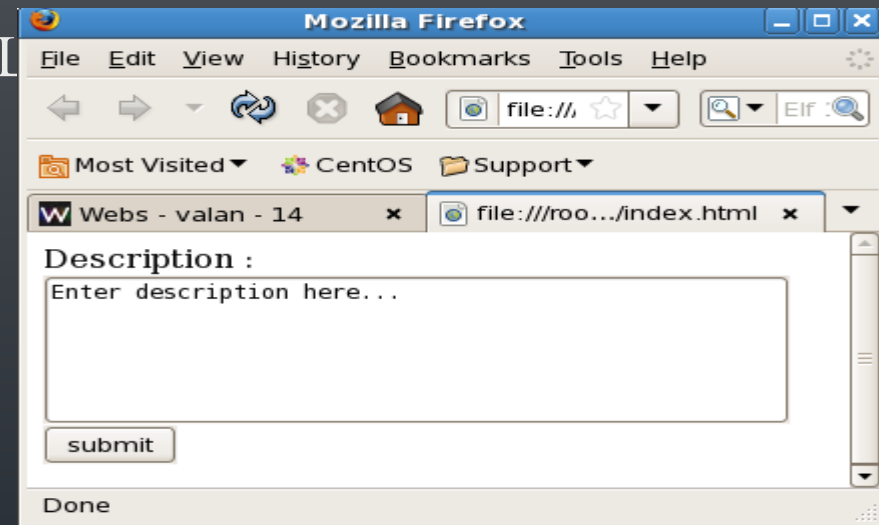 Mozilla Firefox
I
File Edit View History Bookmarks Tools Help
file:// Elf
Most Visited CentOS Support
W Webs - valan - 14 file:///roo.../index.html
Description :
Enter description here...
submit
Done